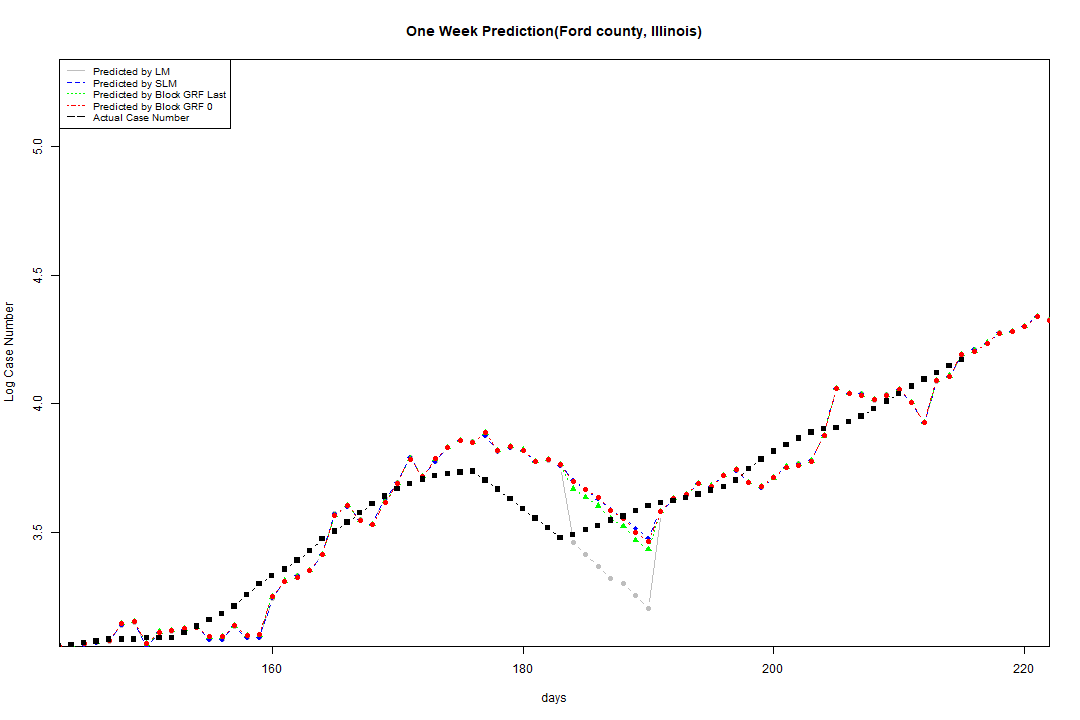 One Week Prediction(Ford county, Illinois)
Predicted by LM
Predicted by SLM
Predicted by Block GRF Last
Predicted by Block GRF 0
Actual Case Number
5.0
4.5
4.0
3.5
Log Case Number
160
180
200
220
days